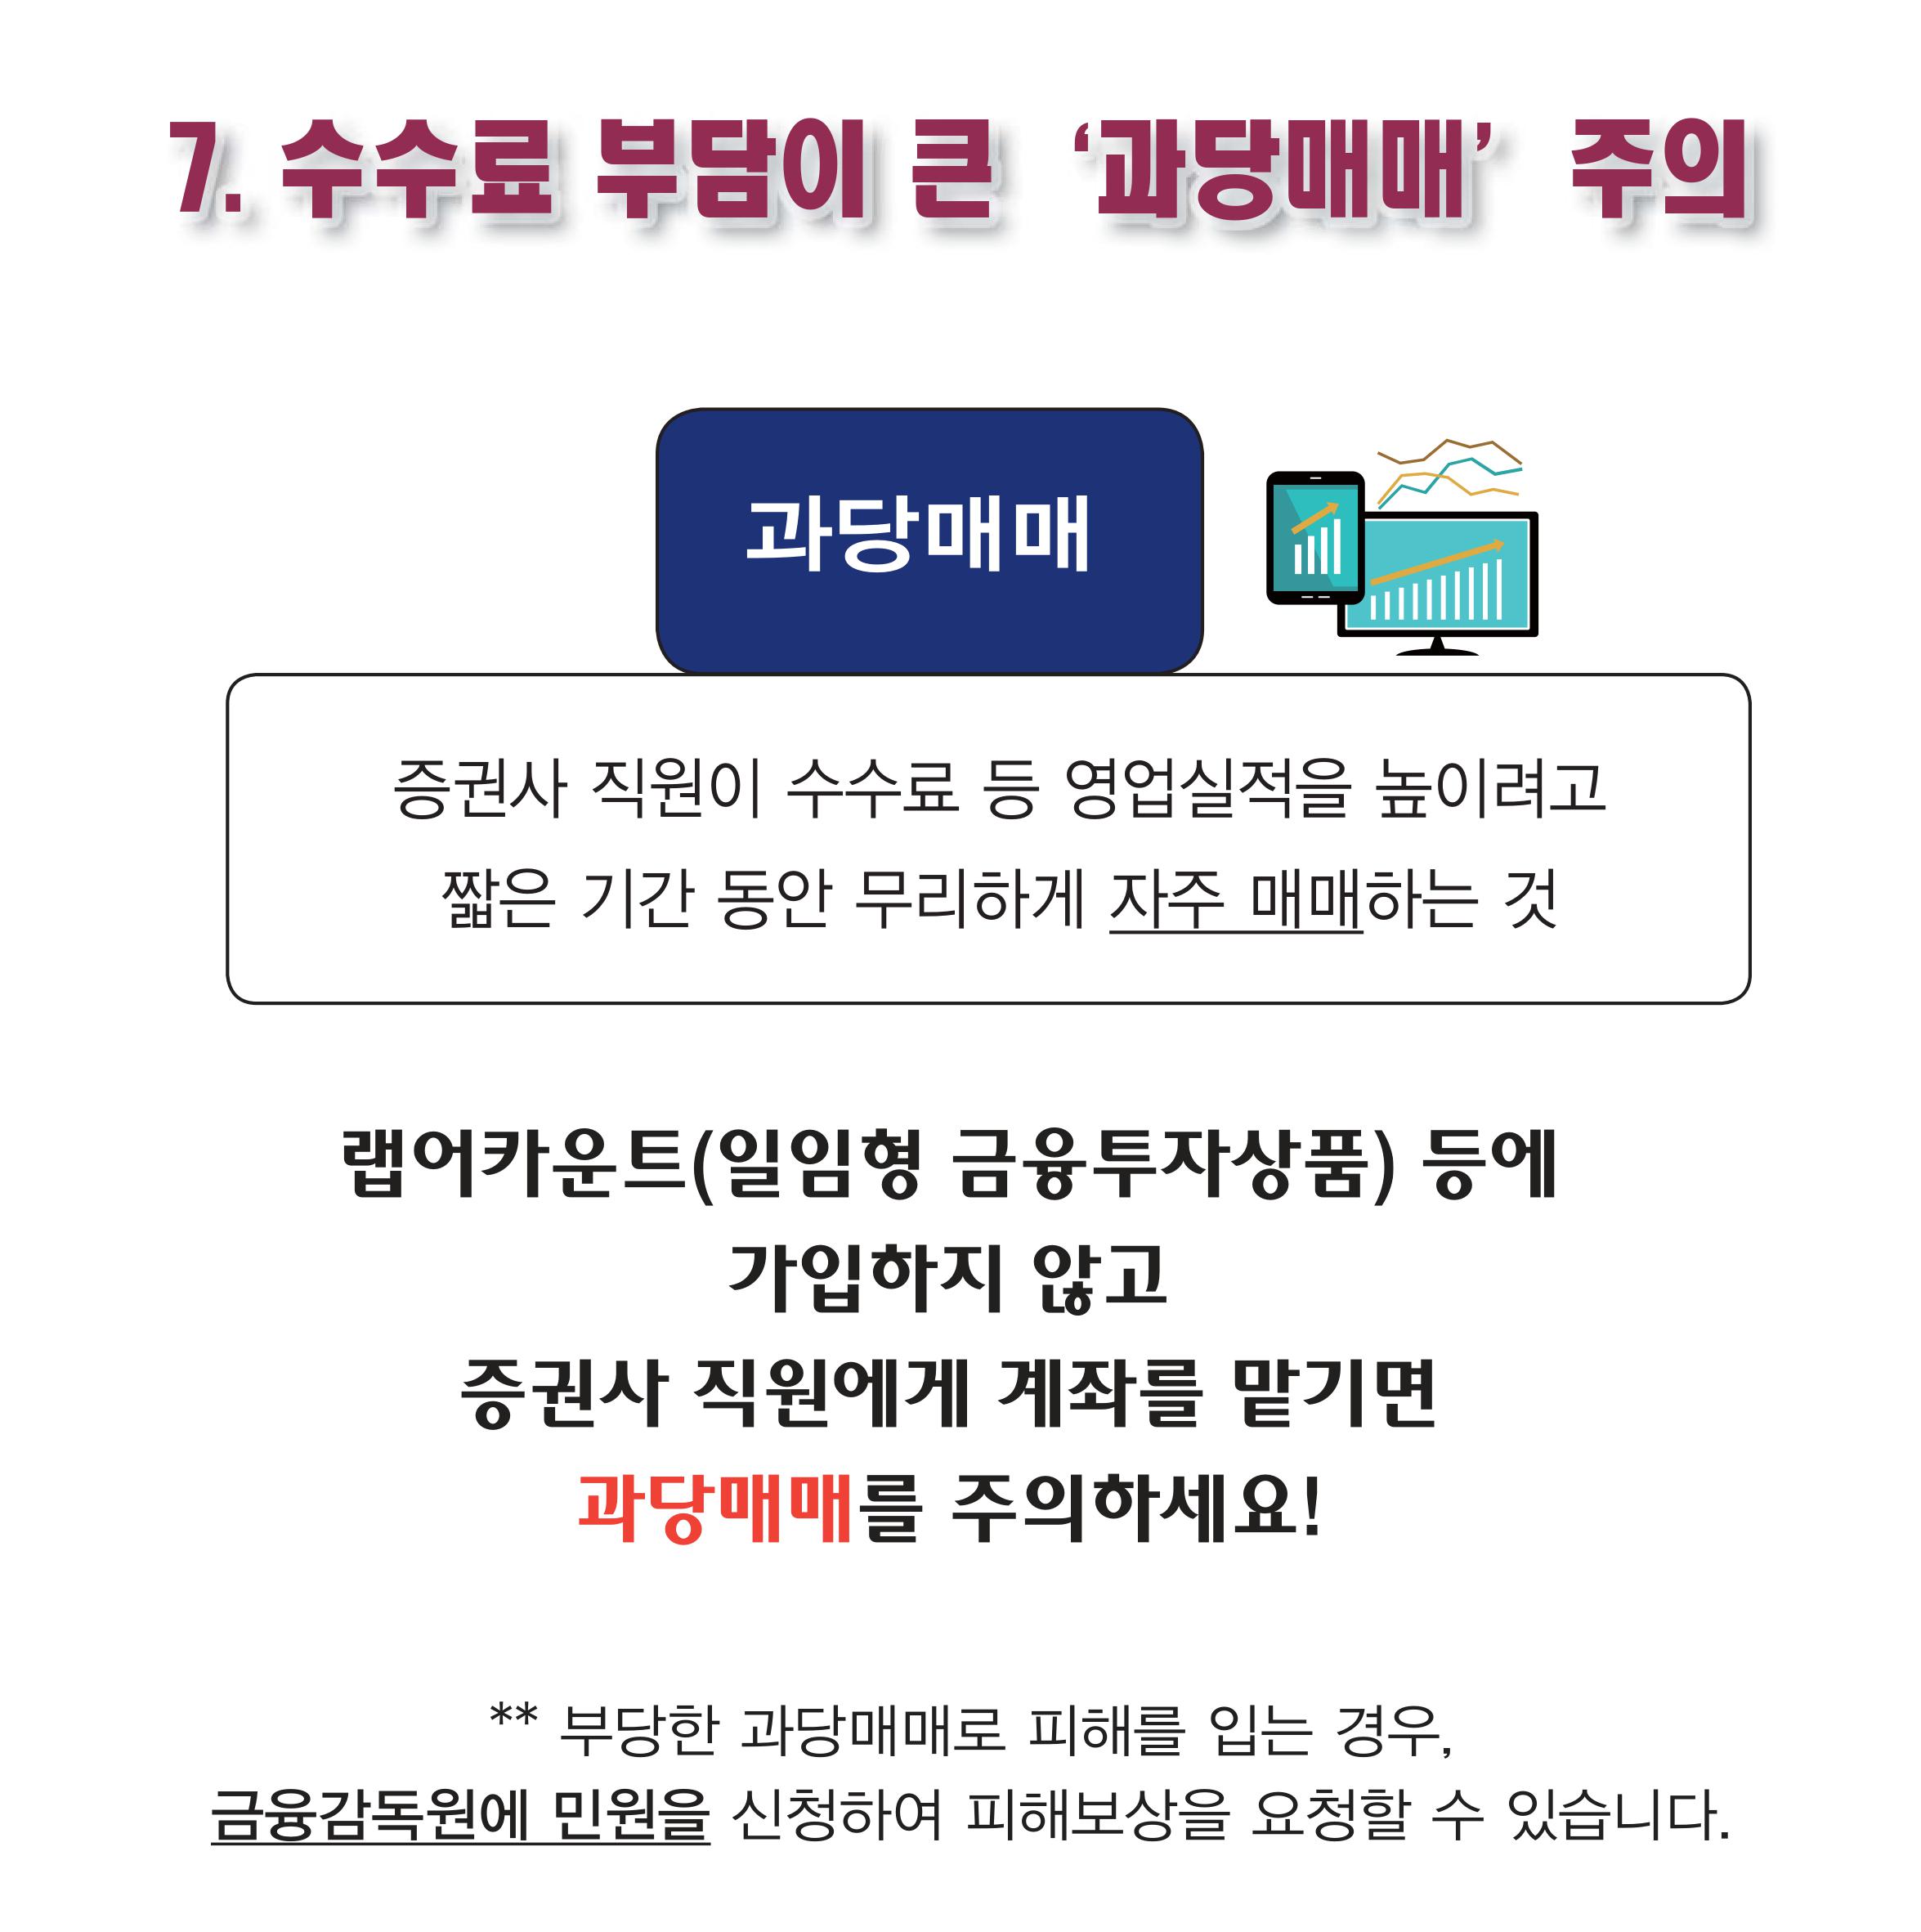 7. 수수료 부담이 큰 ‘과당매매’ 주의
과당매매
증권사 직원이 수수료 등 영업실적을 높이려고
짧은 기간 동안 무리하게 자주 매매하는 것
랩어카운트(일임형 금융투자상품) 등에
가입하지 않고
증권사 직원에게 계좌를 맡기면
과당매매를 주의하세요!
** 부당한 과당매매로 피해를 입는 경우,
금융감독원에 민원을 신청하여 피해보상을 요청할 수 있습니다.